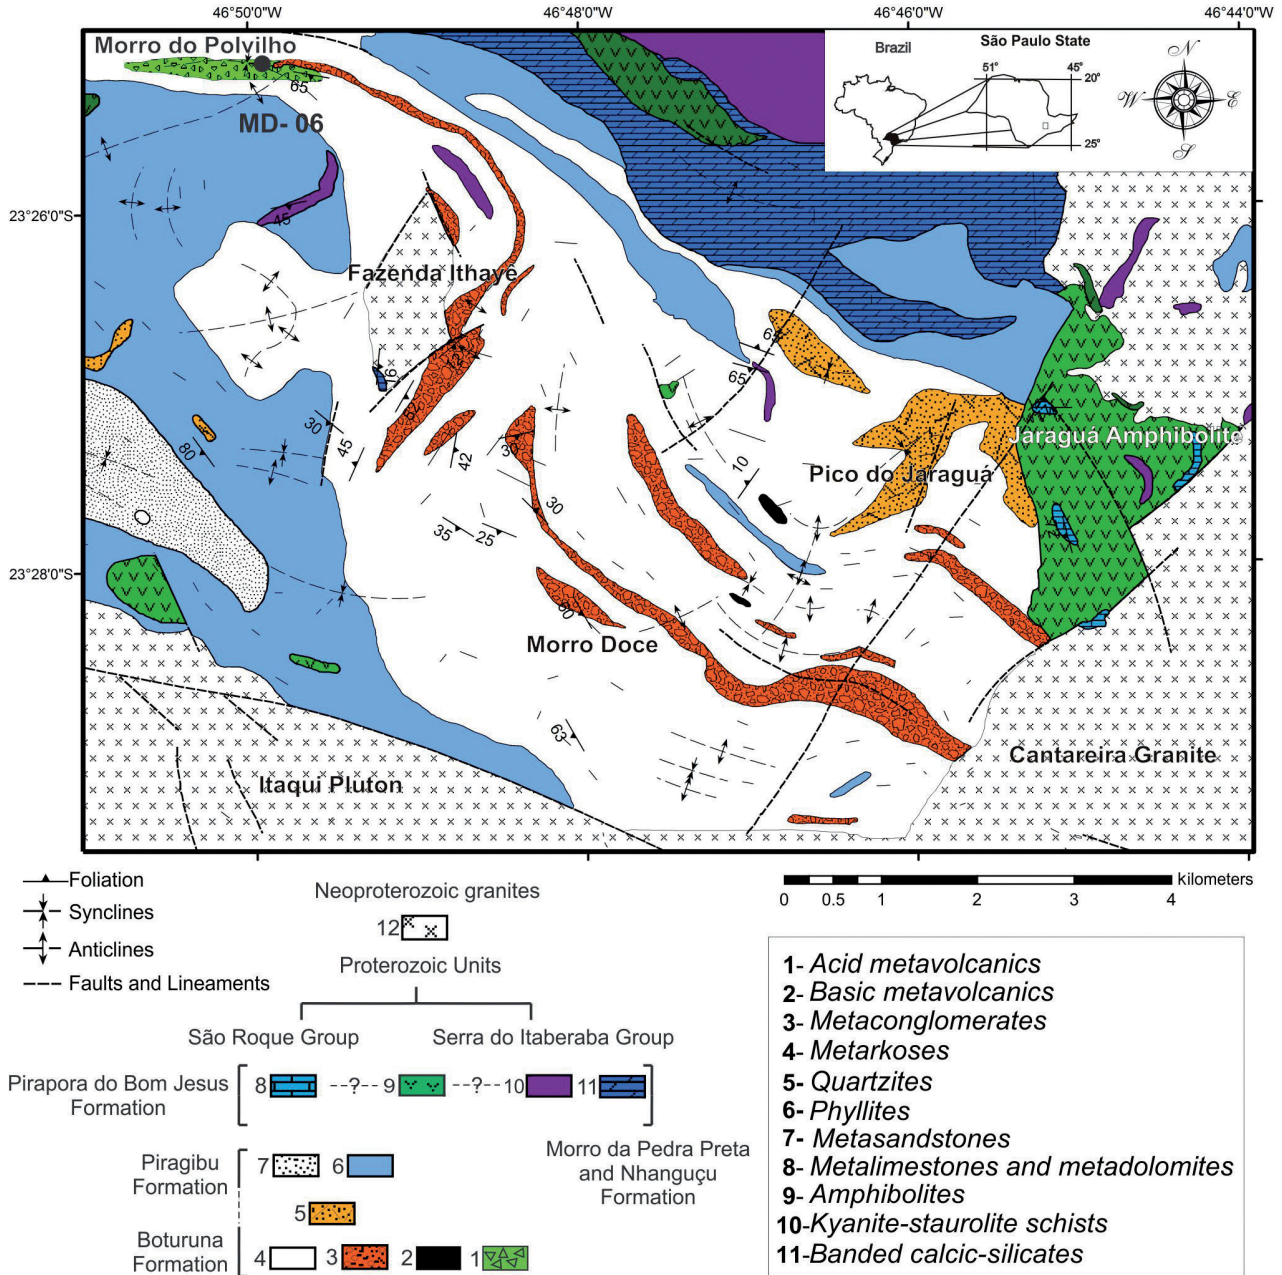 46°50'0"W 46°48'0"W 46°46'0"W 46°44'0"W
Morro do Polvilho
MD- 06
Brazil
São Paulo State
51° 45°
20°
25°
N
W E
S
65
23°26'0"S
45
Fazenda Ithayê
65
65
30
45
42
30
10
80
Jaraguá Amphibolite
Pico do Jaraguá
30
35 25
23°28'0"S
80
Morro Doce
63
Itaqui Pluton
Cantareira Granite
Foliation
Synclines
Anticlines
Faults and Lineaments
0 0.5 1 2 3 4 kilometers
Neoproterozoic granites
12
Proterozoic Units
São Roque Group Serra do Itaberaba Group
Pirapora do Bom Jesus
Formation
8 --?- 9 --?-- 10 11
Morro da Pedra Preta
and Nhanguçu
Formation
Piragibu
Formation
7 6
5
Boturuna
Formation
4 3 2 1
1- Acid metavolcanics
2- Basic metavolcanics
3- Metaconglomerates
4- Metarkoses
5- Quartzites
6- Phyllites
7- Metasandstones
8- Metalimestones and metadolomites
9- Amphibolites
10-Kyanite-staurolite schists
11-Banded calcic-silicates